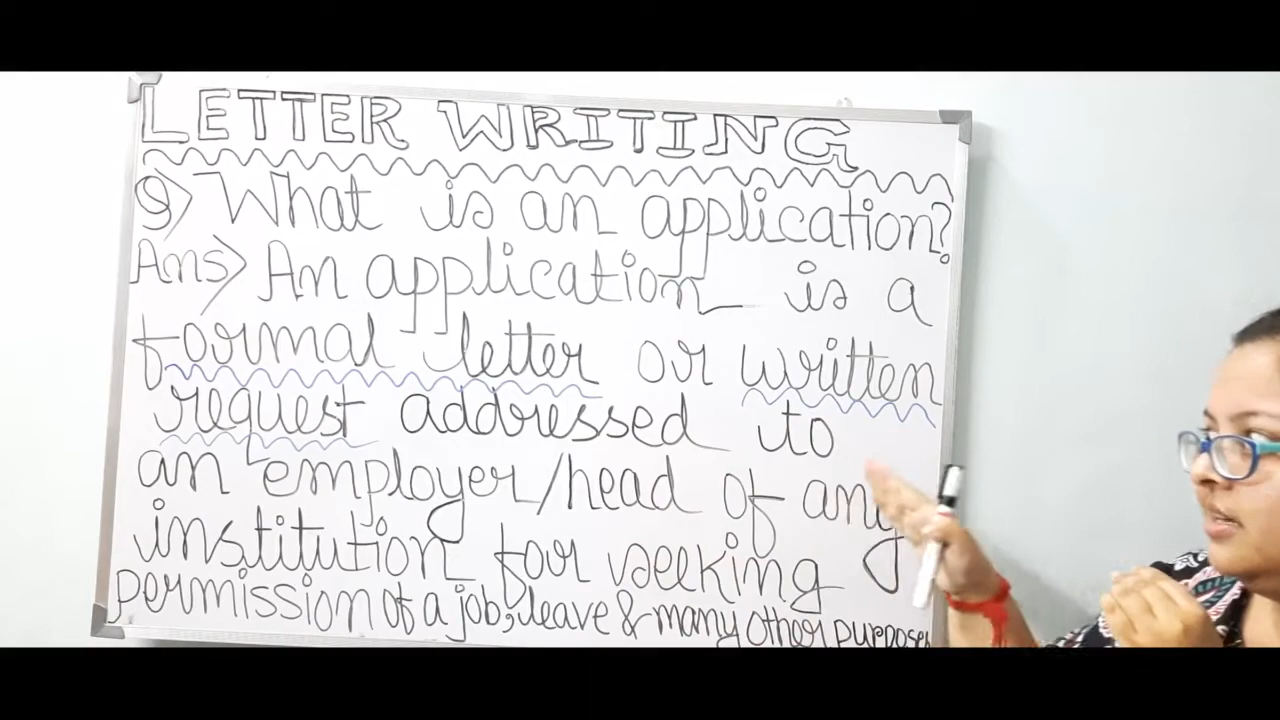 LETTER WRITING
Q> What is an application?
Ans> An application is a
formal letter or written
request addressed to
an employer/head of any
institution for seeking
permission of a job, leave & many other purposes